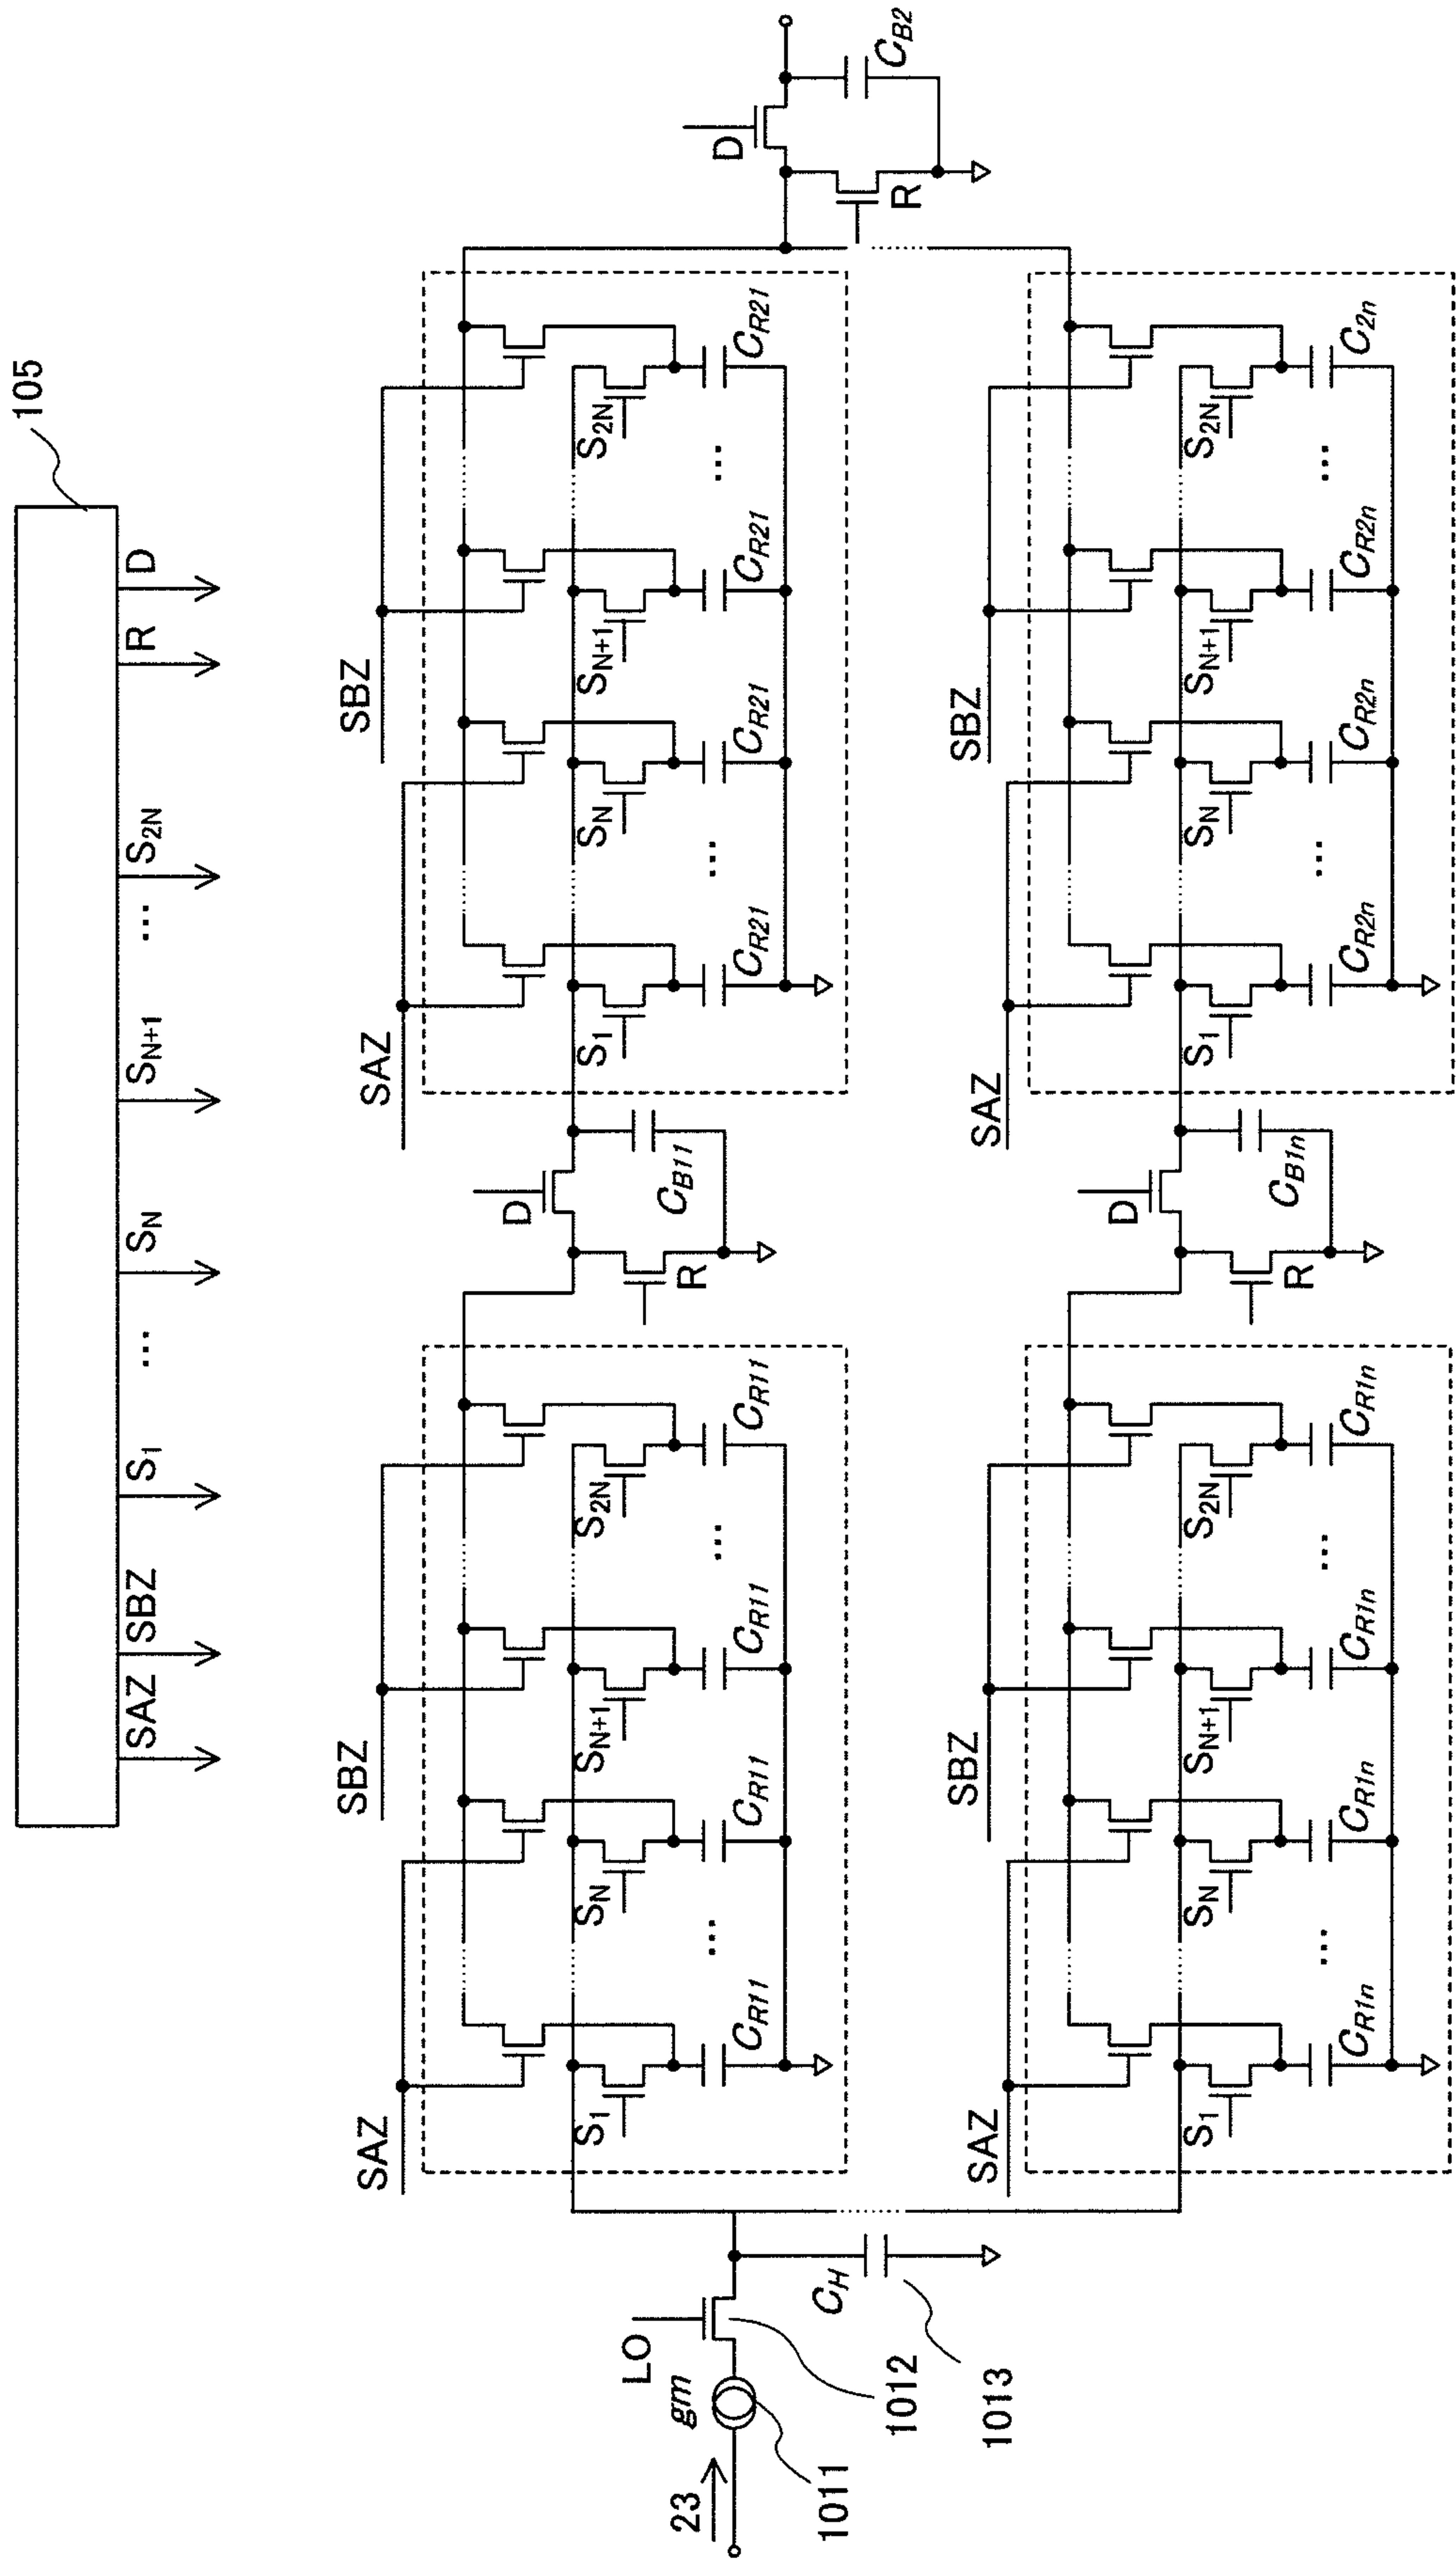 105
SAZ SBZ S1 ... SN SN+1 ... S2N R D
SAZ SBZ SAZ SBZ
S1 ... SN SN+1 ... S2N
CR11 CR11 CR11 CR11
D
R
CB11
S1 ... SN SN+1 ... S2N
CR21 CR21 CR21 CR21
D
R
CB2
23
gm
LO
CH
1011
1012
1013
SAZ SBZ SAZ SBZ
S1 ... SN SN+1 ... S2N
CR1n CR1n CR1n CR1n
D
R
CB1n
S1 ... SN SN+1 ... S2N
CR2n CR2n CR2n C2n